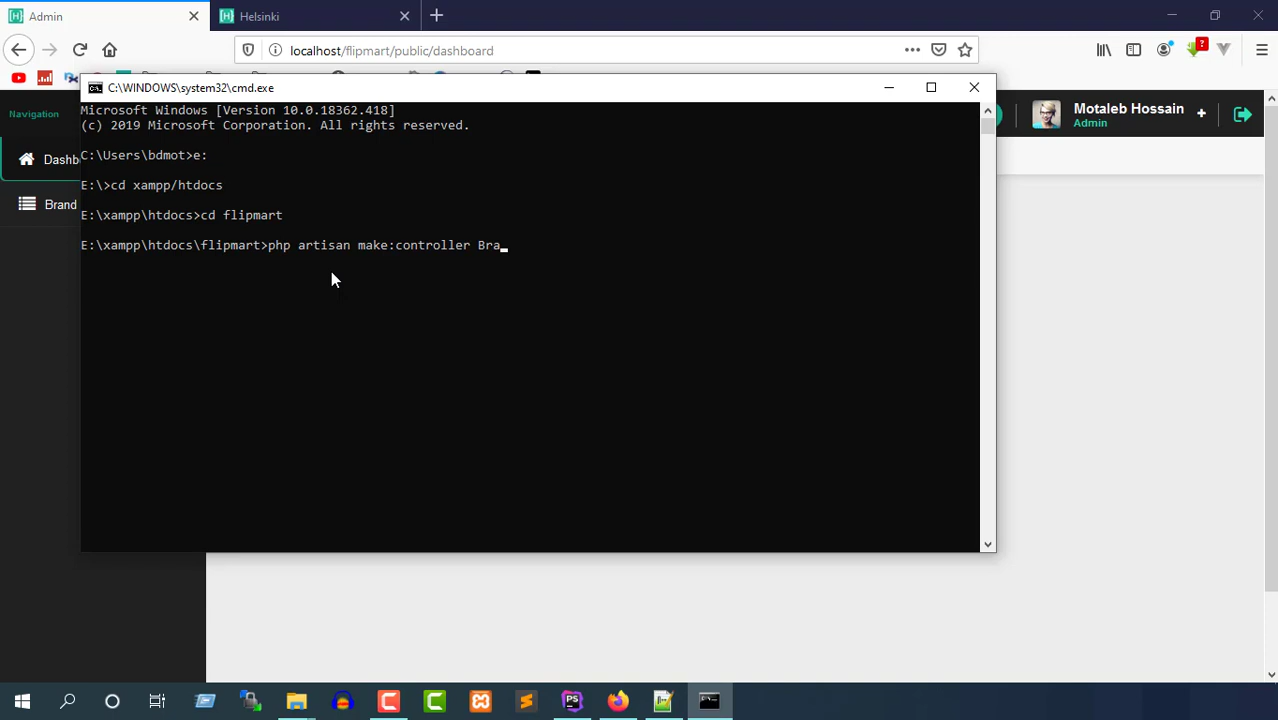 Admin
Helsinki
localhost/flipmart/public/dashboard
?
C:\WINDOWS\system32\cmd.exe
Microsoft Windows [Version 10.0.18362.418]
(c) 2019 Microsoft Corporation. All rights reserved.
C:\Users\bdmot>e:
E:\>cd xampp/htdocs
E:\xampp\htdocs>cd flipmart
E:\xampp\htdocs\flipmart>php artisan make:controller Bra
Navigation
Dashb
Brand
Motaleb Hossain
Admin